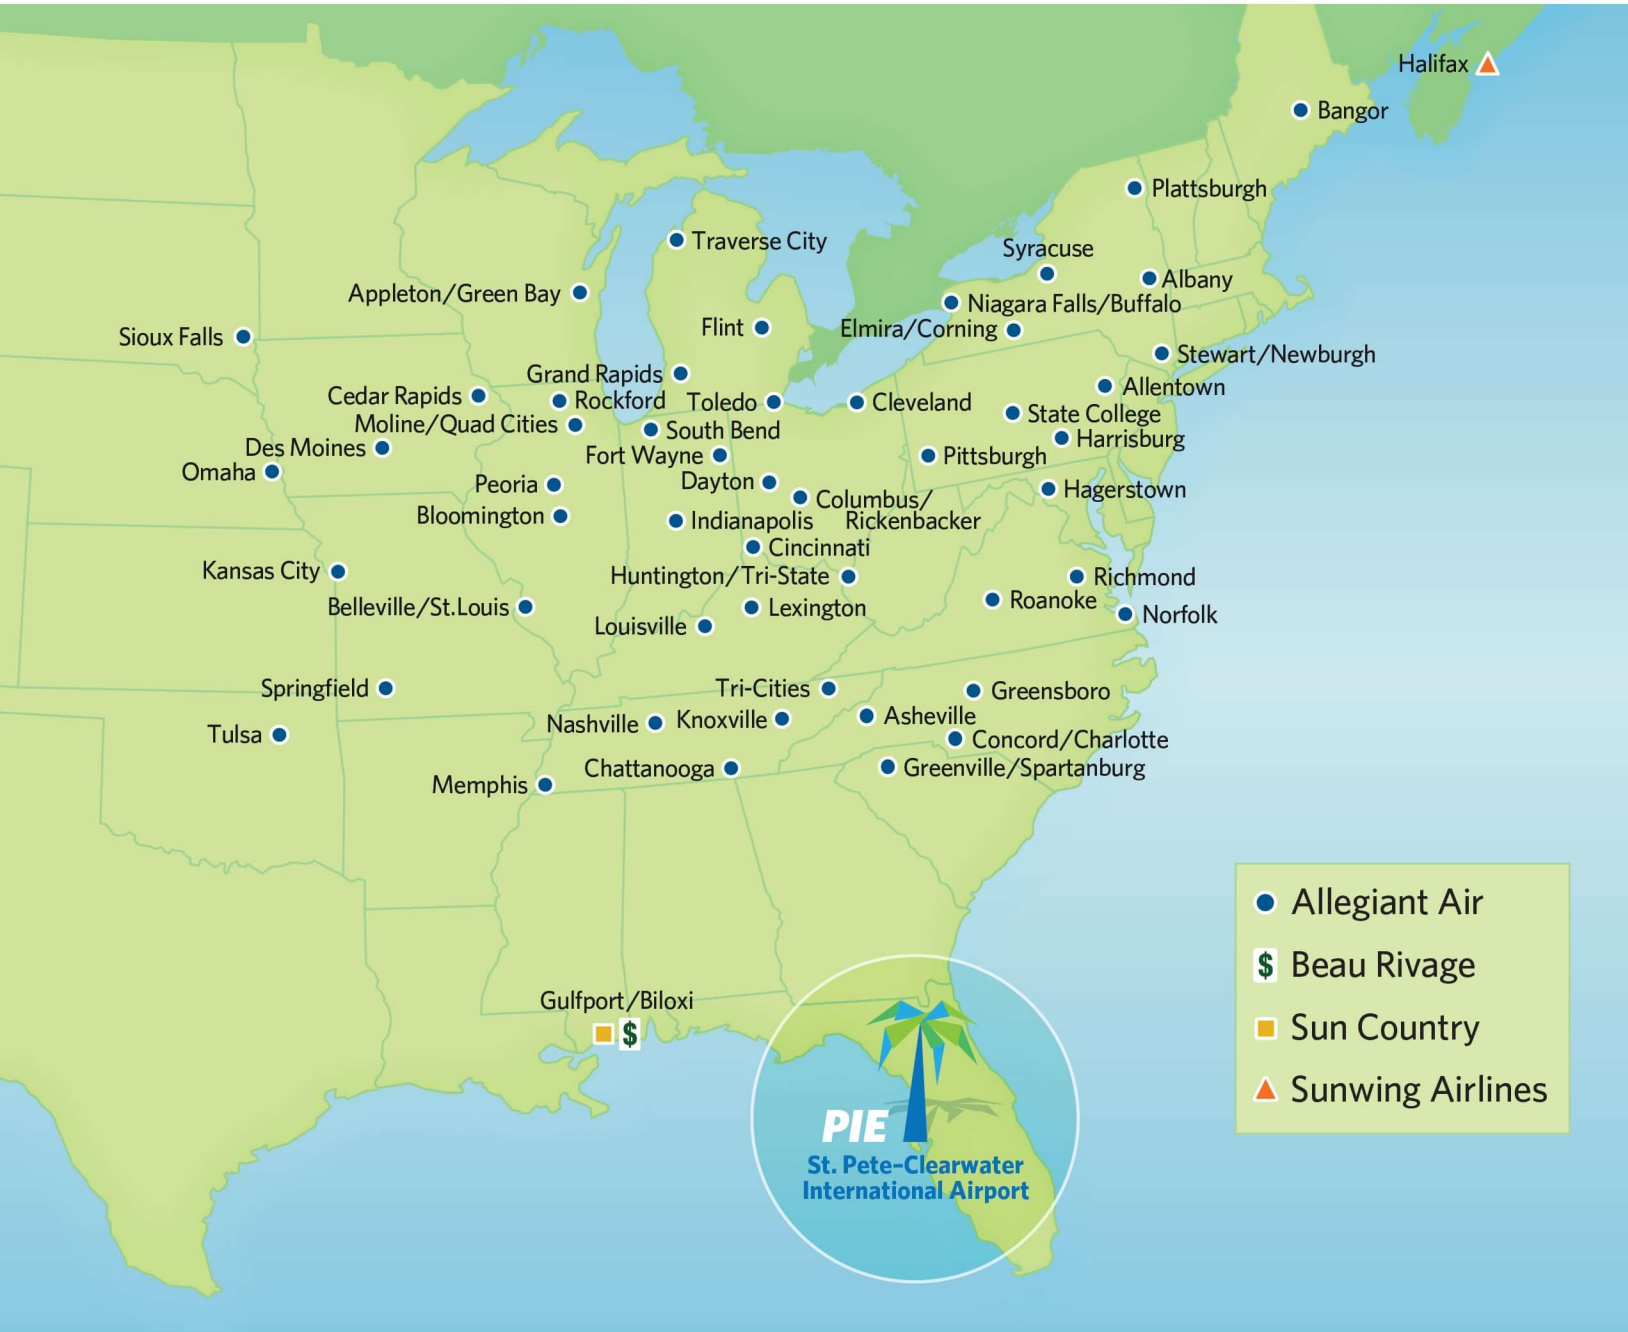 Halifax
Bangor
Plattsburgh
Traverse City
Syracuse
Albany
Appleton/Green Bay
Niagara Falls/Buffalo
Flint
Elmira/Corning
Sioux Falls
Stewart/Newburgh
Grand Rapids
Allentown
Cedar Rapids
Rockford
Toledo
Cleveland
State College
Moline/Quad Cities
South Bend
Harrisburg
Des Moines
Fort Wayne
Pittsburgh
Omaha
Dayton
Peoria
Hagerstown
Columbus/
Rickenbacker
Bloomington
Indianapolis
Cincinnati
Kansas City
Huntington/Tri-State
Richmond
Belleville/St.Louis
Lexington
Roanoke
Norfolk
Louisville
Springfield
Tri-Cities
Greensboro
Nashville
Knoxville
Asheville
Tulsa
Concord/Charlotte
Chattanooga
Greenville/Spartanburg
Memphis
Allegiant Air
$ Beau Rivage
Sun Country
Sunwing Airlines
Gulfport/Biloxi
$
PIE
St. Pete–Clearwater
International Airport